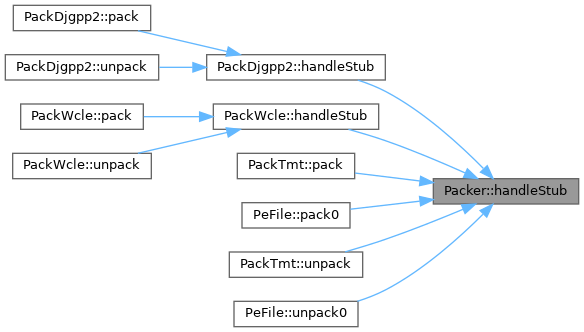 PackDjgpp2::pack
PackDjgpp2::unpack
PackDjgpp2::handleStub
PackWcle::pack
PackWcle::handleStub
PackWcle::unpack
PackTmt::pack
Packer::handleStub
PeFile::pack0
PackTmt::unpack
PeFile::unpack0